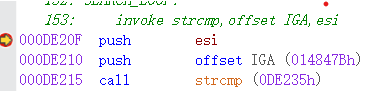 152: SEARCH_LOOP:
153:     invoke strcmp,offset IGA,esi
000DE20F  push        esi
000DE210  push        offset IGA (014847Bh)
000DE215  call        strcmp (0DE235h)